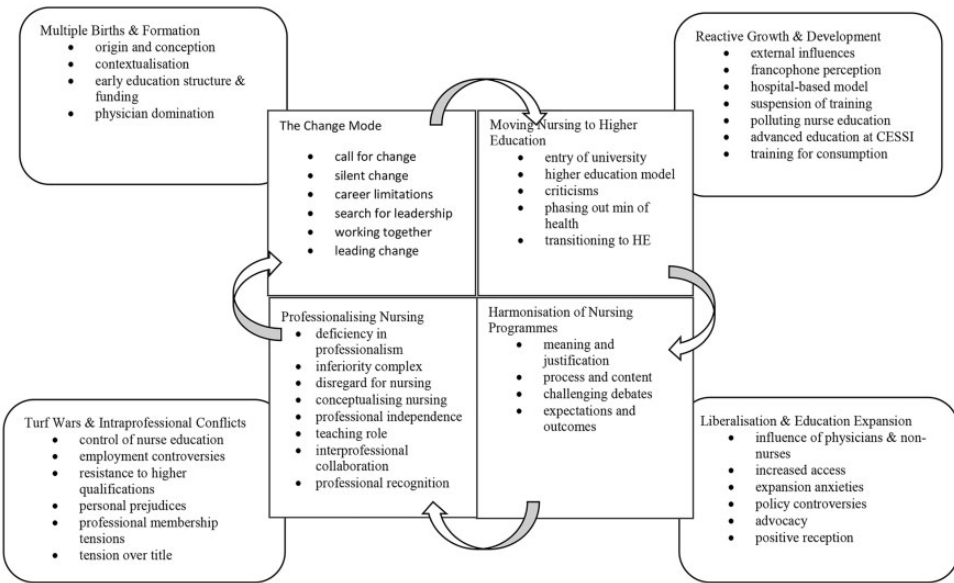 Multiple Births & Formation
• origin and conception
• contextualisation
• early education structure &
funding
• physician domination
Reactive Growth & Development
• external influences
• francophone perception
• hospital-based model
• suspension of training
• polluting nurse education
• advanced education at CESSI
• training for consumption
The Change Mode
• call for change
• silent change
• career limitations
• search for leadership
• working together
• leading change
Moving Nursing to Higher
Education
• entry of university
• higher education model
• criticisms
• phasing out min of
health
• transitioning to HE
Professionalising Nursing
• deficiency in
professionalism
• inferiority complex
• disregard for nursing
• conceptualising nursing
• professional independence
• teaching role
• interprofessional
collaboration
• professional recognition
Harmonisation of Nursing
Programmes
• meaning and
justification
• process and content
• challenging debates
• expectations and
outcomes
Turf Wars & Intraprofessional Conflicts
• control of nurse education
• employment controversies
• resistance to higher
qualifications
• personal prejudices
• professional membership
tensions
• tension over title
Liberalisation & Education Expansion
• influence of physicians & non-
nurses
• increased access
• expansion anxieties
• policy controversies
• advocacy
• positive reception